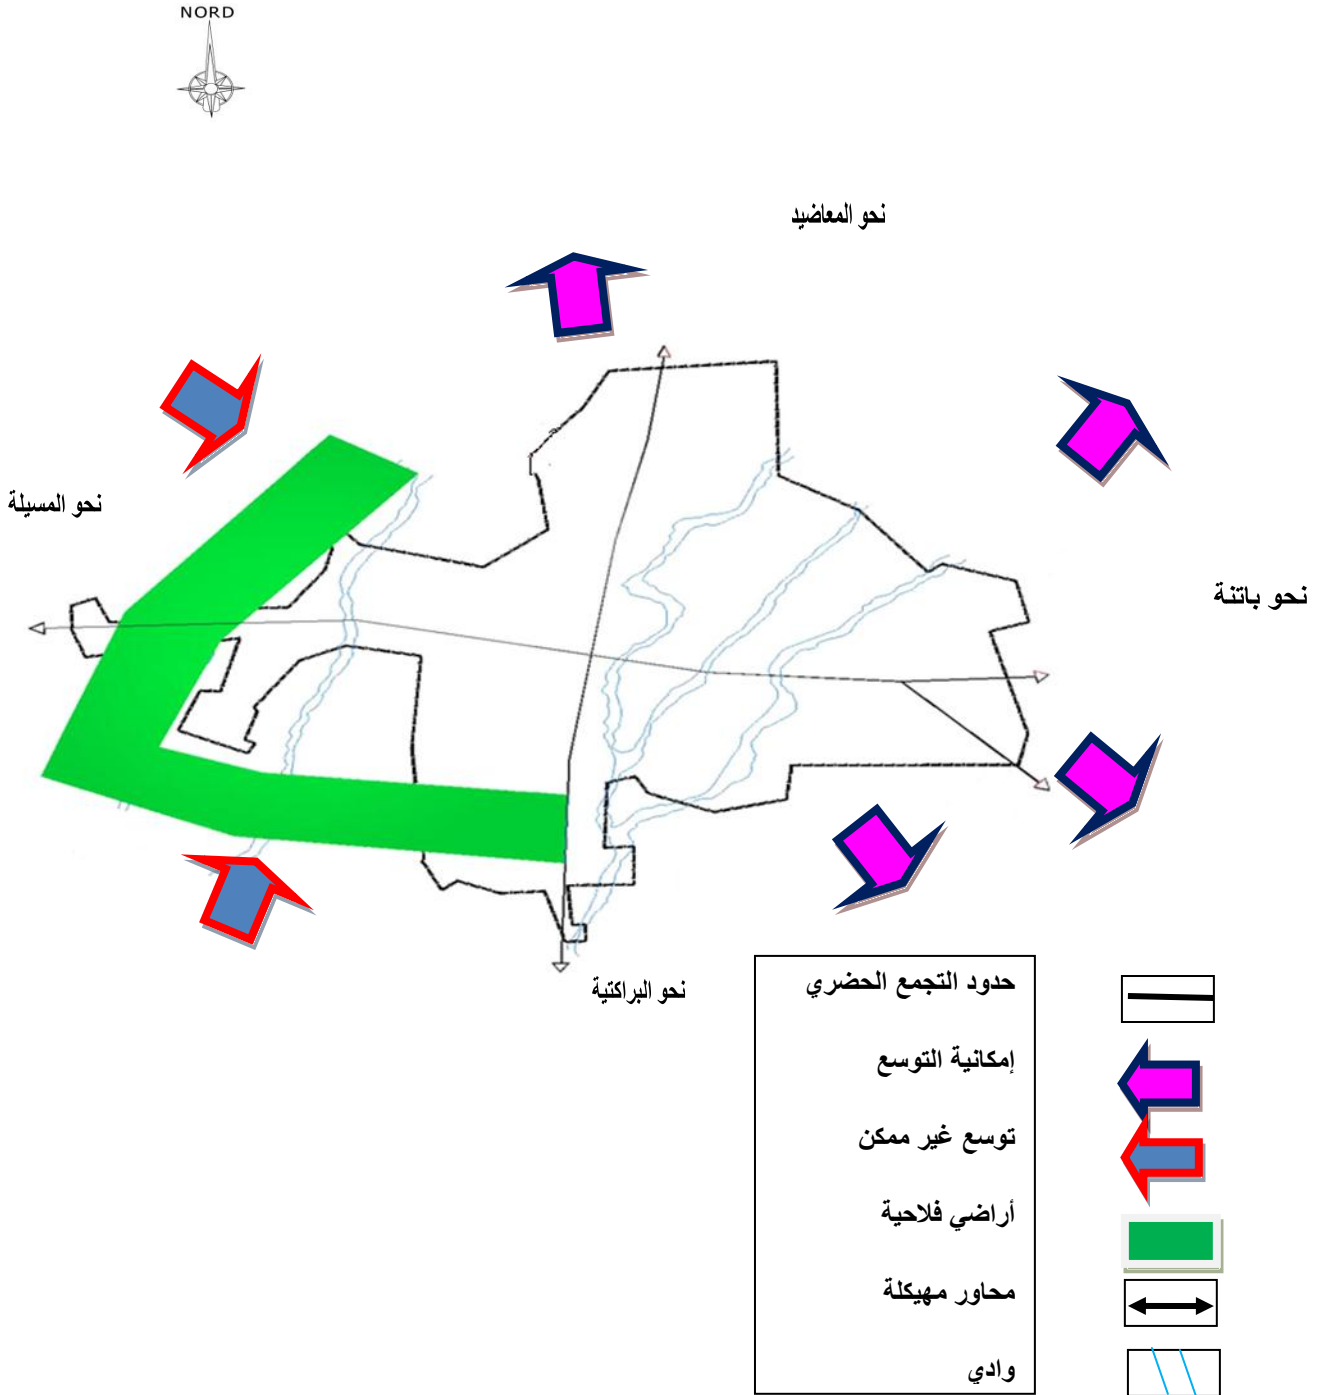 NORD
نحو المعاضيد
نحو المسيلة
نحو باتنة
نحو البراكتية
حدود التجمع الحضري
إمكانية التوسع
توسع غير ممكن
أراضي فلاحية
محاور مهيكلة
وادي